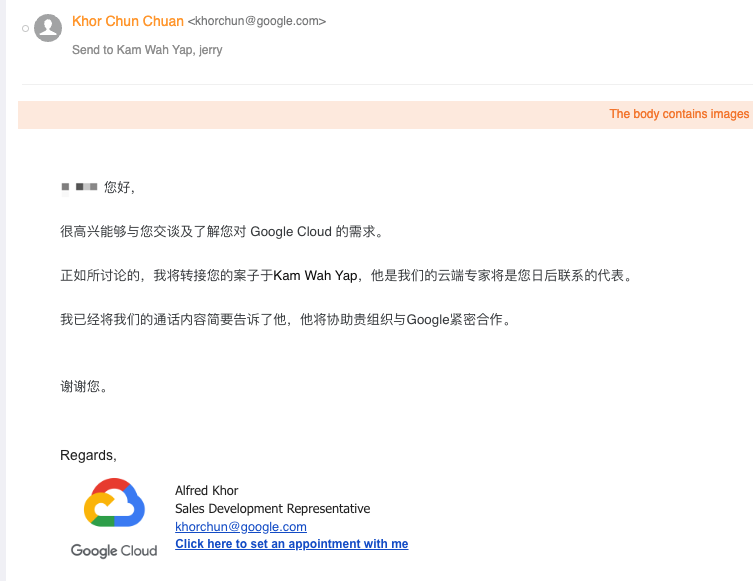 Khor Chun Chuan <khorchun@google.com>
Send to Kam Wah Yap, jerry
The body contains images
您好,
很高兴能够与您交谈及了解您对 Google Cloud 的需求。
正如所讨论的，我将转接您的案子于Kam Wah Yap，他是我们的云端专家将是您日后联系的代表。
我已经将我们的通话内容简要告诉了他，他将协助贵组织与Google紧密合作。
谢谢您。
Regards,
Alfred Khor
Sales Development Representative
khorchun@google.com
Click here to set an appointment with me
Google Cloud